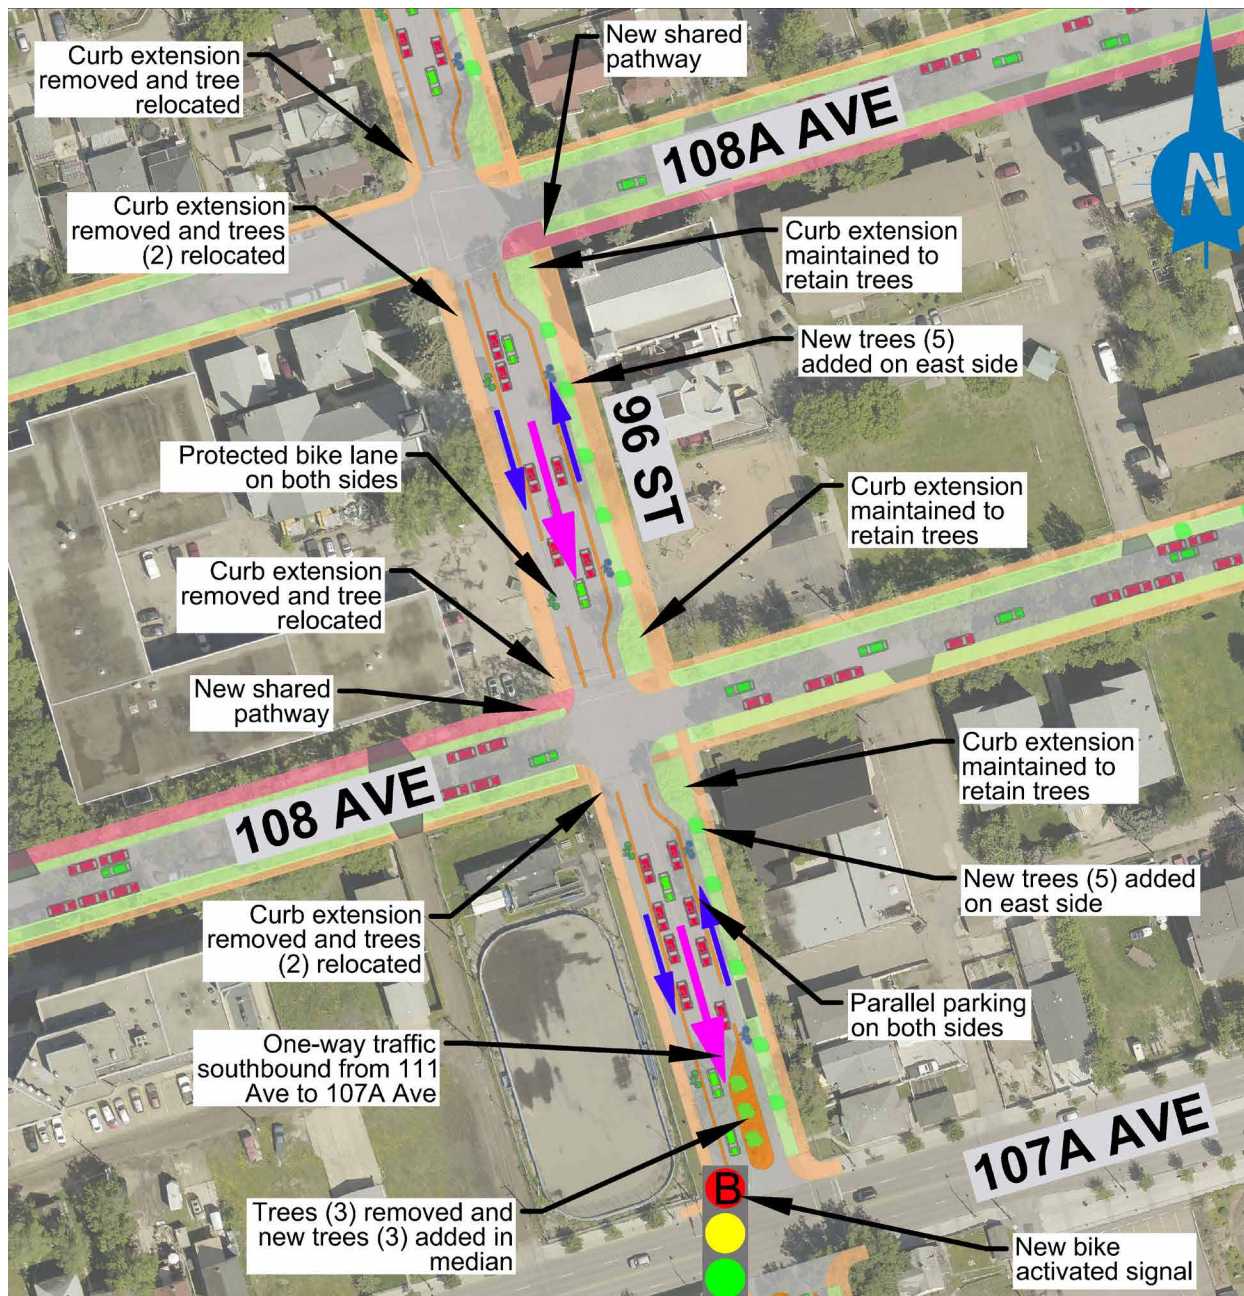 Curb extension
removed and tree
relocated
New shared
pathway
108A AVE
N
Curb extension
removed and trees
(2) relocated
Curb extension
maintained to
retain trees
New trees (5)
added on east side
96 ST
Protected bike lane
on both sides
Curb extension
maintained to
retain trees
Curb extension
removed and tree
relocated
New shared
pathway
108 AVE
Curb extension
maintained to
retain trees
New trees (5) added
on east side
Curb extension
removed and trees
(2) relocated
Parallel parking
on both sides
One-way traffic
southbound from 111
Ave to 107A Ave
107A AVE
Trees (3) removed and
new trees (3) added in
median
B
New bike
activated signal